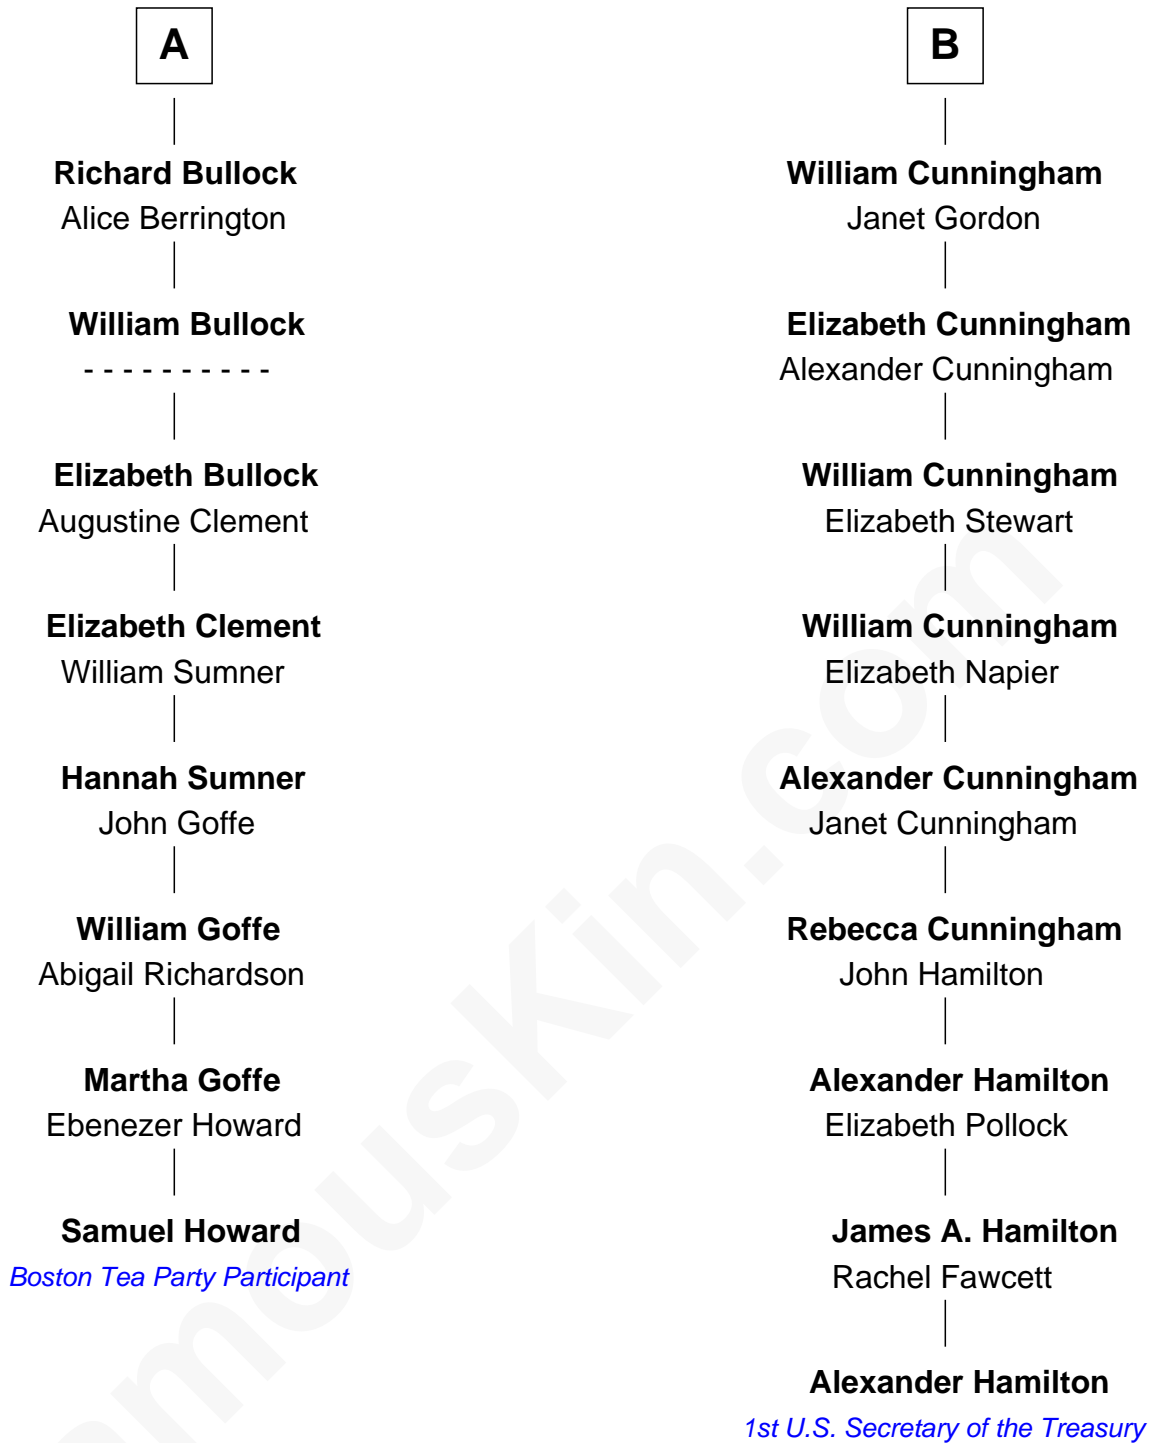 A
Richard Bullock
Alice Berrington
William Bullock
- - - - - - - - - -
Elizabeth Bullock
Augustine Clement
Elizabeth Clement
William Sumner
Hannah Sumner
John Goffe
William Goffe
Abigail Richardson
Martha Goffe
Ebenezer Howard
Samuel Howard
Boston Tea Party Participant
B
William Cunningham
Janet Gordon
Elizabeth Cunningham
Alexander Cunningham
William Cunningham
Elizabeth Stewart
William Cunningham
Elizabeth Napier
Alexander Cunningham
Janet Cunningham
Rebecca Cunningham
John Hamilton
Alexander Hamilton
Elizabeth Pollock
James A. Hamilton
Rachel Fawcett
Alexander Hamilton
1st U.S. Secretary of the Treasury
amousKin.com